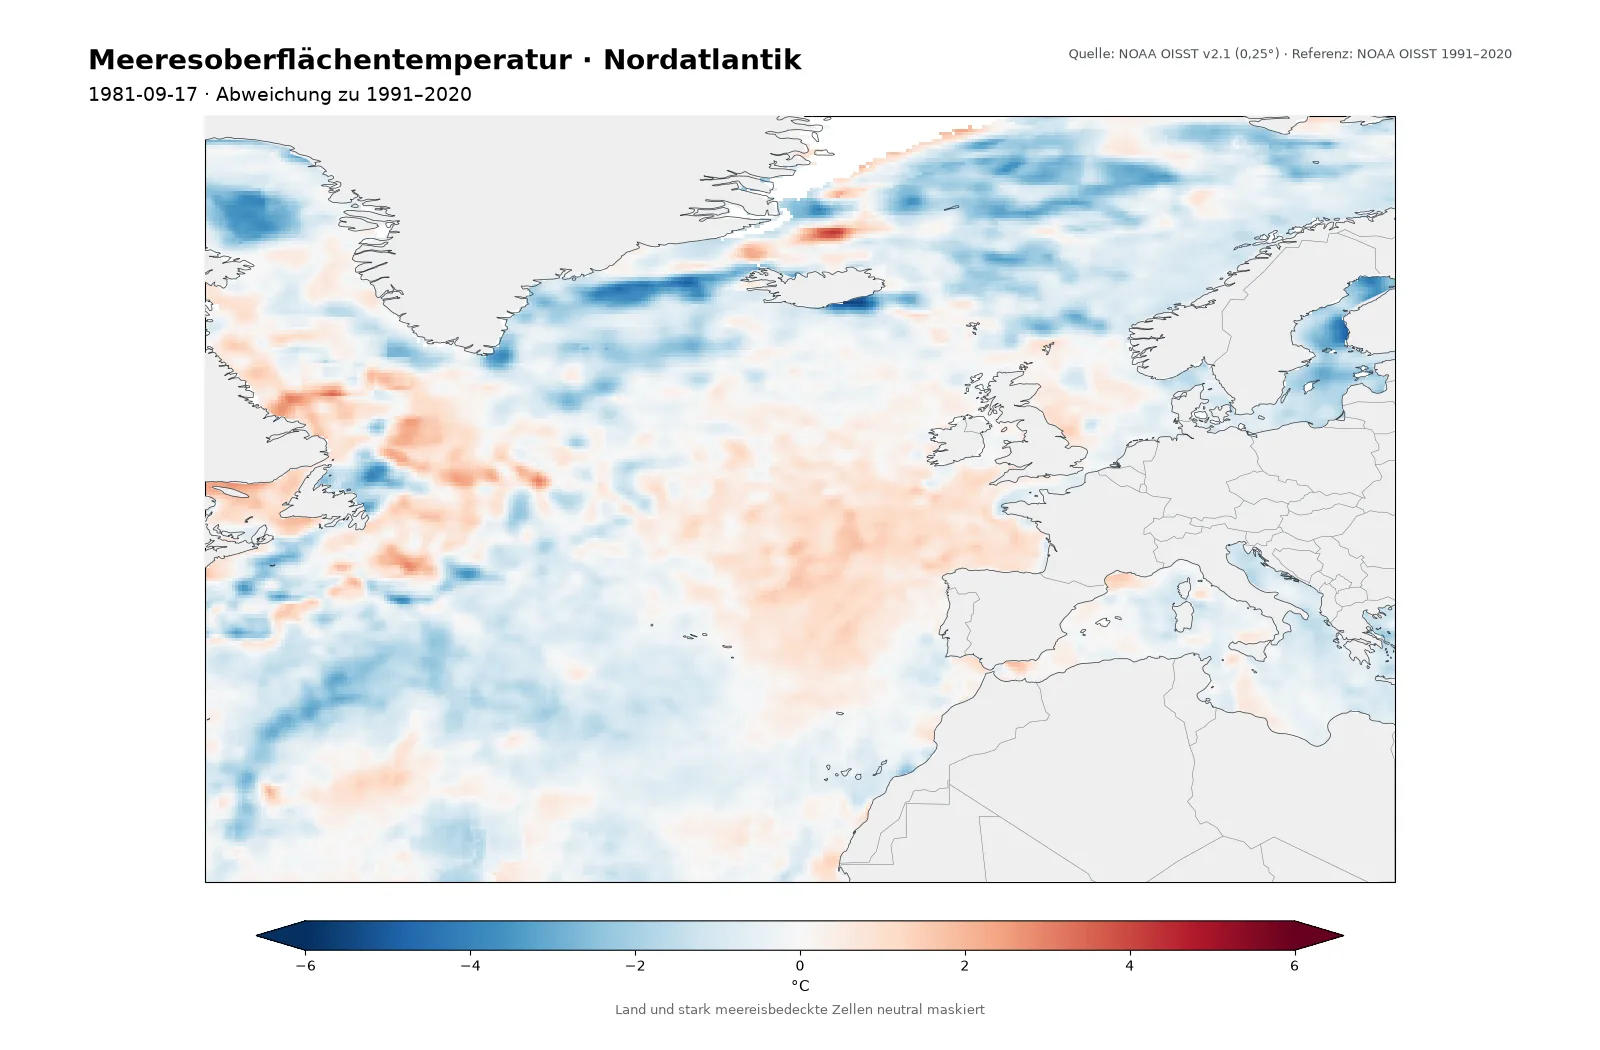 Meeresoberflächentemperatur · Nordatlantik
Quelle: NOAA OISST v2.1 (0,25°) · Referenz: NOAA OISST 1991–2020
1981-09-17 · Abweichung zu 1991–2020
−6 −4 −2 0 2 4 6
°C
Land und stark meereisbedeckte Zellen neutral maskiert